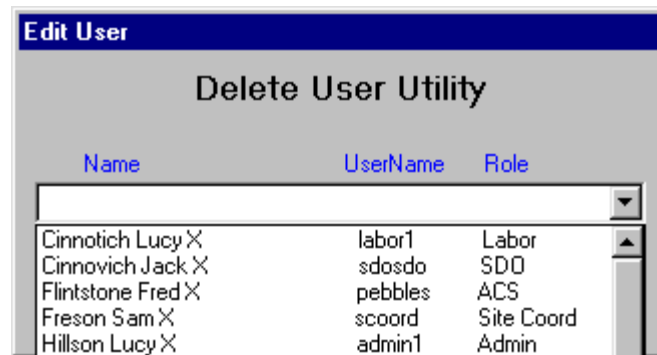 Edit User
Delete User Utility
Name UserName Role
Cinnotich Lucy X labor1 Labor
Cinnovich Jack X sdosdo SDO
Flintstone Fred X pebbles ACS
Freson Sam X scoord Site Coord
Hillson Lucy X admin1 Admin